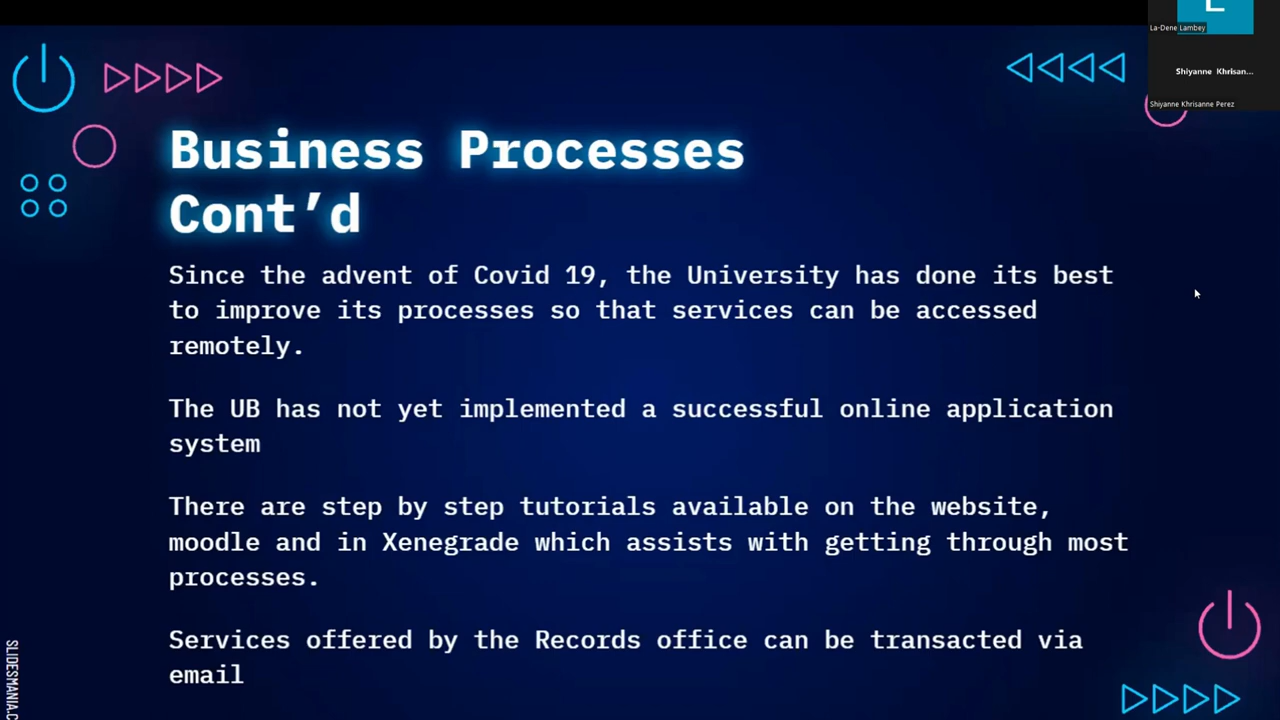 La-Dene Lambey
Shiyanne Khrisan...
Shiyanne Khrisanne Perez
Business Processes
Cont’d
Since the advent of Covid 19, the University has done its best
to improve its processes so that services can be accessed
remotely.
The UB has not yet implemented a successful online application
system
There are step by step tutorials available on the website,
moodle and in Xenegrade which assists with getting through most
processes.
Services offered by the Records office can be transacted via
email